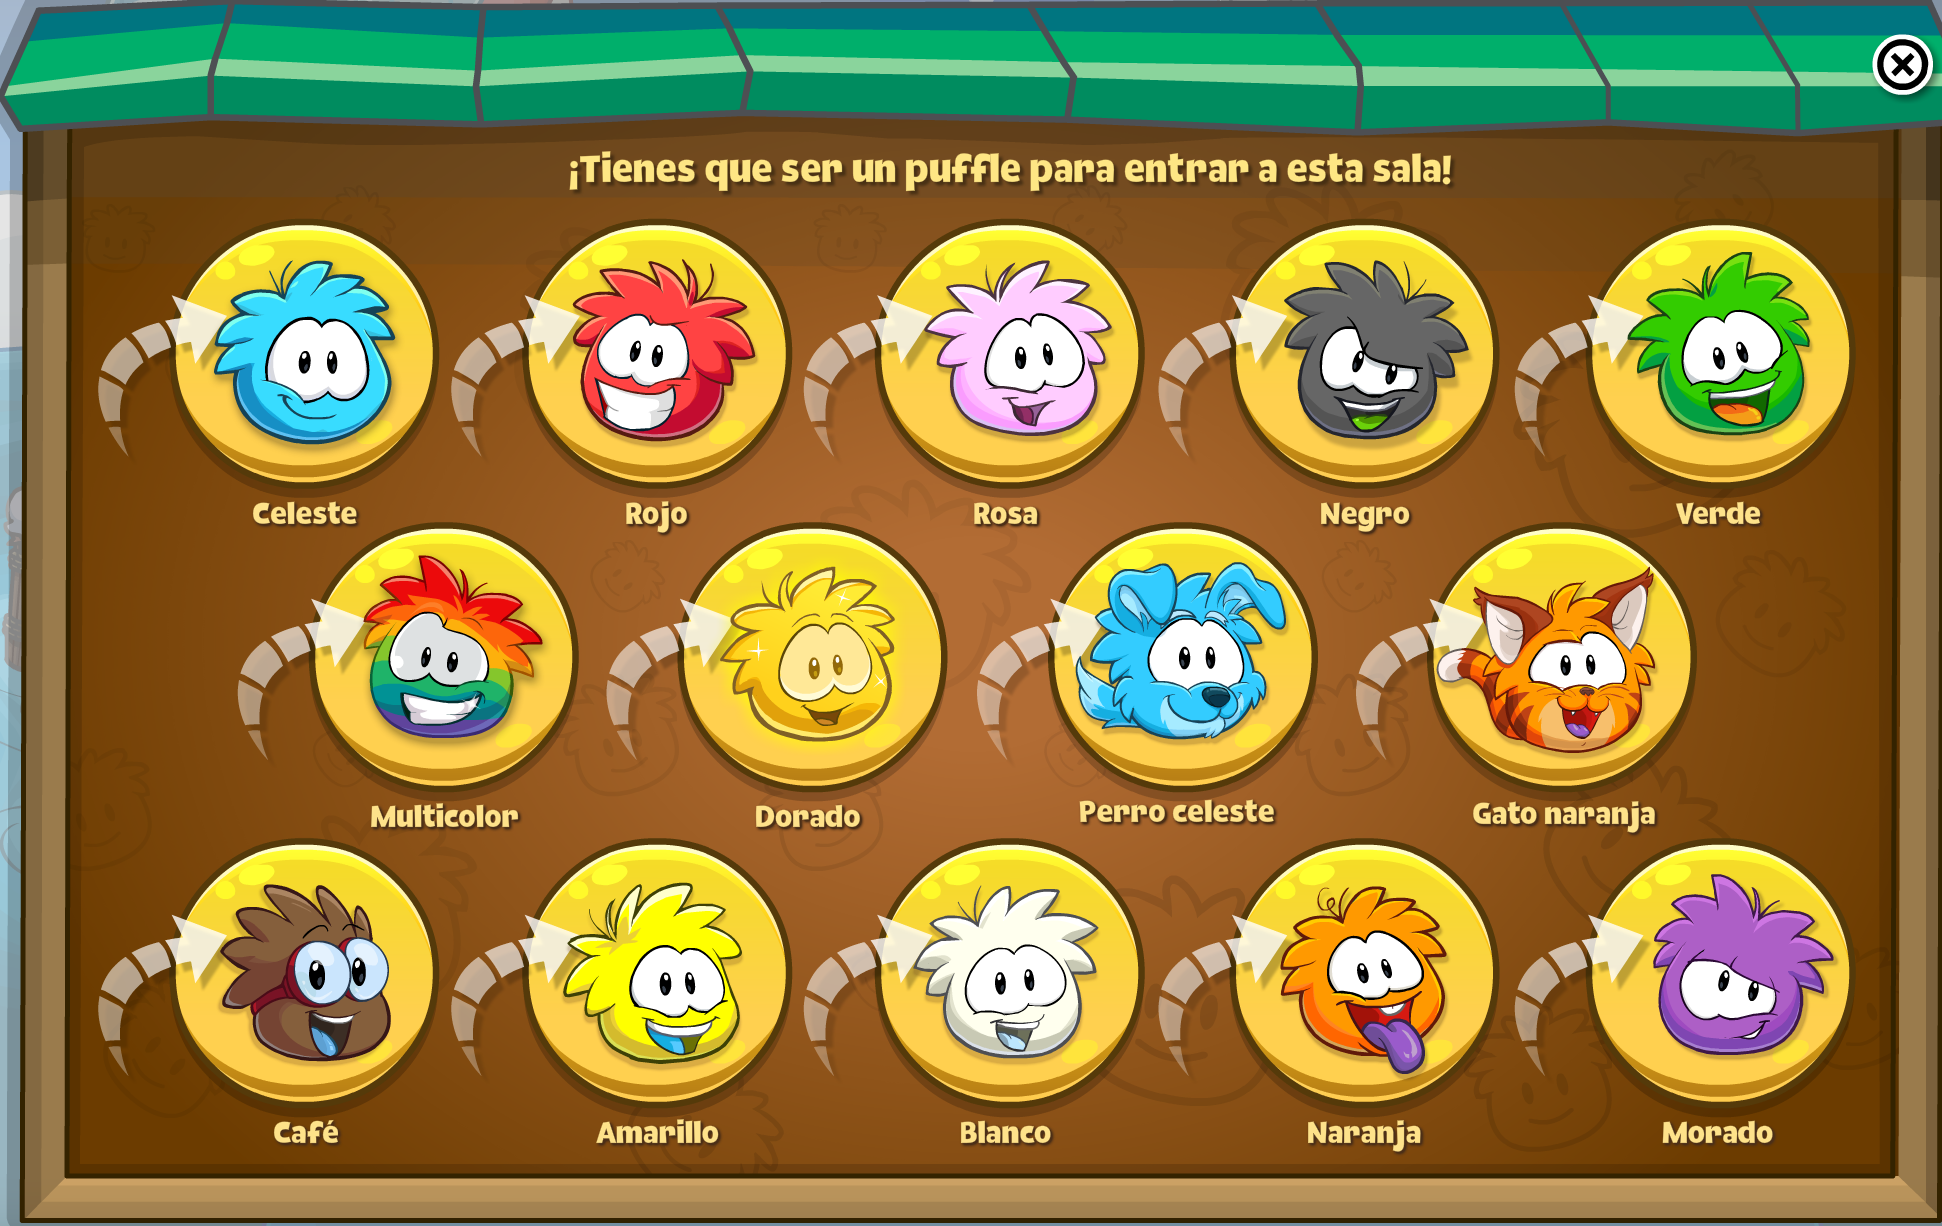 ¡Tienes que ser un puffle para entrar a esta sala!
Celeste
Rojo
Rosa
Negro
Verde
Multicolor
Dorado
Perro celeste
Gato naranja
Café
Amarillo
Blanco
Naranja
Morado